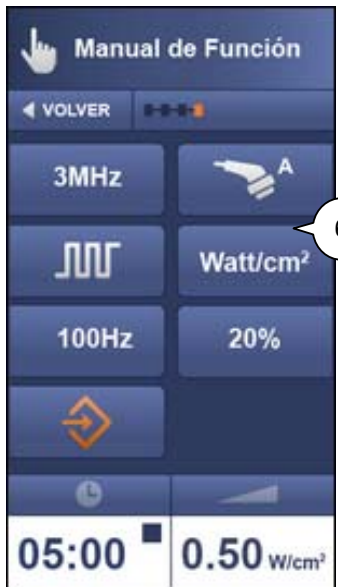 Manual de Función
VOLVER
3MHz
A
Watt/cm²
100Hz
20%
05:00
0.50 W/cm²